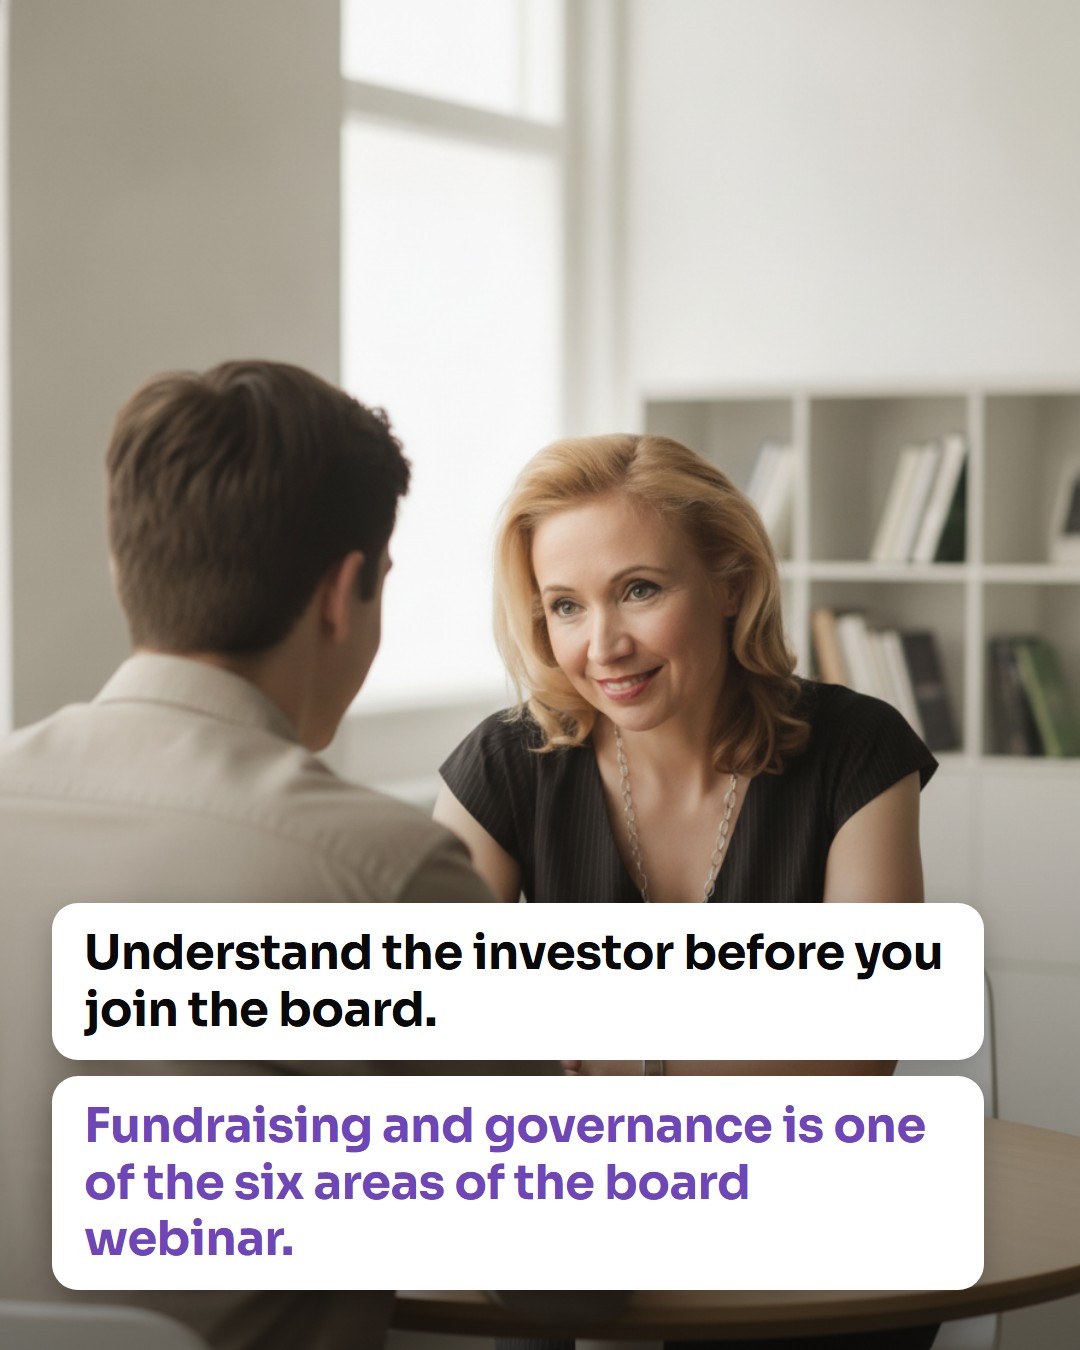 Understand the investor before you
join the board.
Fundraising and governance is one
of the six areas of the board
webinar.